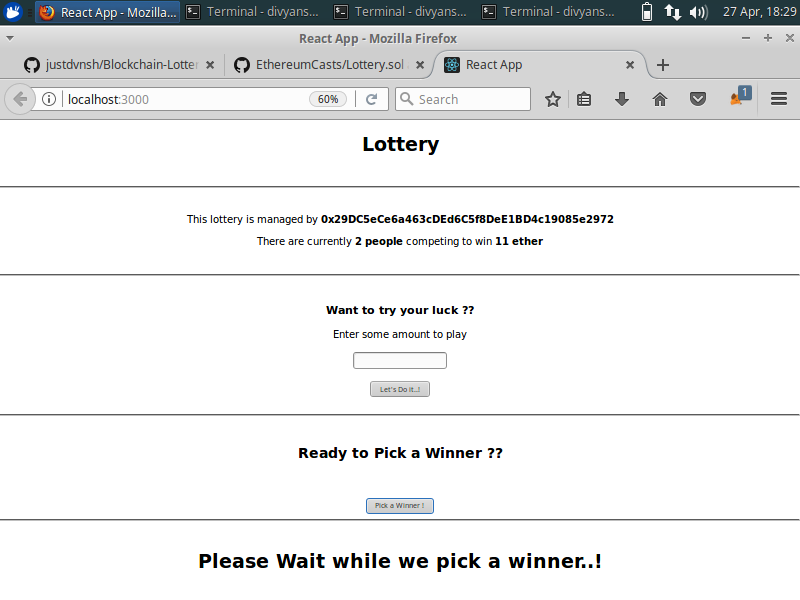 React App - Mozilla...
Terminal - divyans...
Terminal - divyans...
Terminal - divyans...
27 Apr, 18:29
React App - Mozilla Firefox
justdvnsh/Blockchain-Lotter
EthereumCasts/Lottery.sol
React App
localhost:3000
60%
Search
1
Lottery
This lottery is managed by 0x29DC5eCe6a463cDEd6C5f8DeE1BD4c19085e2972
There are currently 2 people competing to win 11 ether
Want to try your luck ??
Enter some amount to play
Let's Do it..!
Ready to Pick a Winner ??
Pick a Winner !
Please Wait while we pick a winner..!